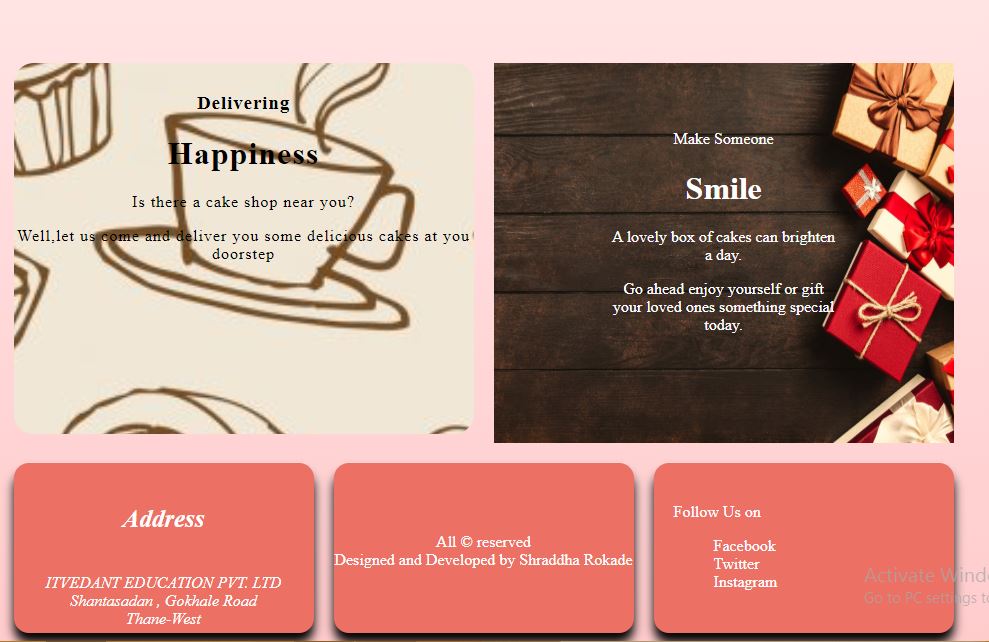 Delivering
Happiness
Is there a cake shop near you?
Well,let us come and deliver you some delicious cakes at you
doorstep
Make Someone
Smile
A lovely box of cakes can brighten
a day.
Go ahead enjoy yourself or gift
your loved ones something special
today.
Address
ITVEDANT EDUCATION PVT. LTD
Shantasadan , Gokhale Road
Thane-West
All © reserved
Designed and Developed by Shraddha Rokade
Follow Us on
Facebook
Twitter
Instagram
Activate Wind
Go to PC settings t